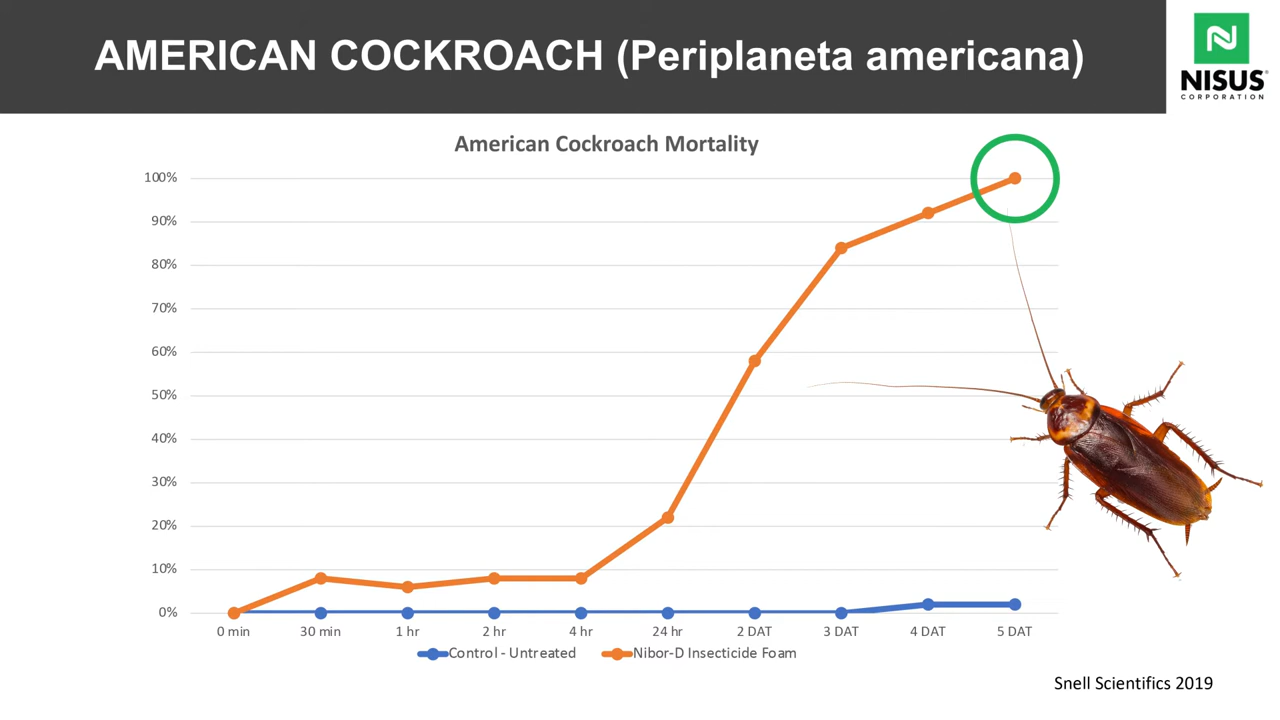 AMERICAN COCKROACH (Periplaneta americana)
N
NISUS®
CORPORATION
American Cockroach Mortality
100%
90%
80%
70%
60%
50%
40%
30%
20%
10%
0%
0 min 30 min 1 hr 2 hr 4 hr 24 hr 2 DAT 3 DAT 4 DAT 5 DAT
Control - Untreated Nibor-D Insecticide Foam
Snell Scientifics 2019